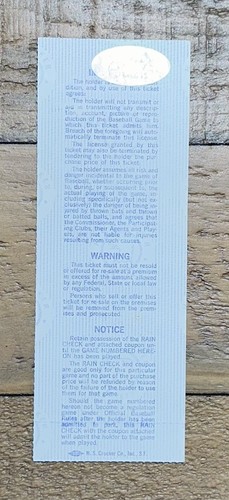 The holder
ulation, and by use of this ticket
agrees:
The holder will not transmit or
aid in transmitting any descrip-
tion, account, picture or repro-
duction of the Baseball Game to
which this ticket admits him.
Breach of the foregoing will auto-
matically terminate this license.
The license granted by this
ticket may also be terminated by
tendering to the holder the pur-
chase price of this ticket.
The holder assumes all risk and
danger incidental to the game of
baseball, whether occurring prior
to, during, or subsequent to, the
actual playing of the game, in-
cluding specifically (but not ex-
clusively) the danger of being in-
jured by thrown bats and thrown
or batted balls, and agrees that
the Commissioner, the Participat-
ing Clubs, their Agents and Play-
ers, are not liable for injuries
resulting from such causes.
WARNING
This ticket must not be resold
or offered for re-sale at a premium
in excess of the amount allowed
by any Federal, State or local law
or regulation.
Persons who sell or offer this
ticket for re-sale on the premises
will be removed from the prem-
ises and prosecuted.
NOTICE
Retain possession of the RAIN
CHECK and attached coupon un-
til the GAME NUMBERED HERE-
ON has been played.
The RAIN CHECK and coupon
are good only for this particular
game and no part of the purchase
price will be refunded by reason
of the failure of the holder to use
them for that game.
Should the game numbered
hereon not become a regulation
game under Official Baseball
Rules after the holder has been
admitted to park, this RAIN
CHECK with the coupon attached
will admit the holder to the game
when played.
W. S. Crume Co., Inc., S.F.